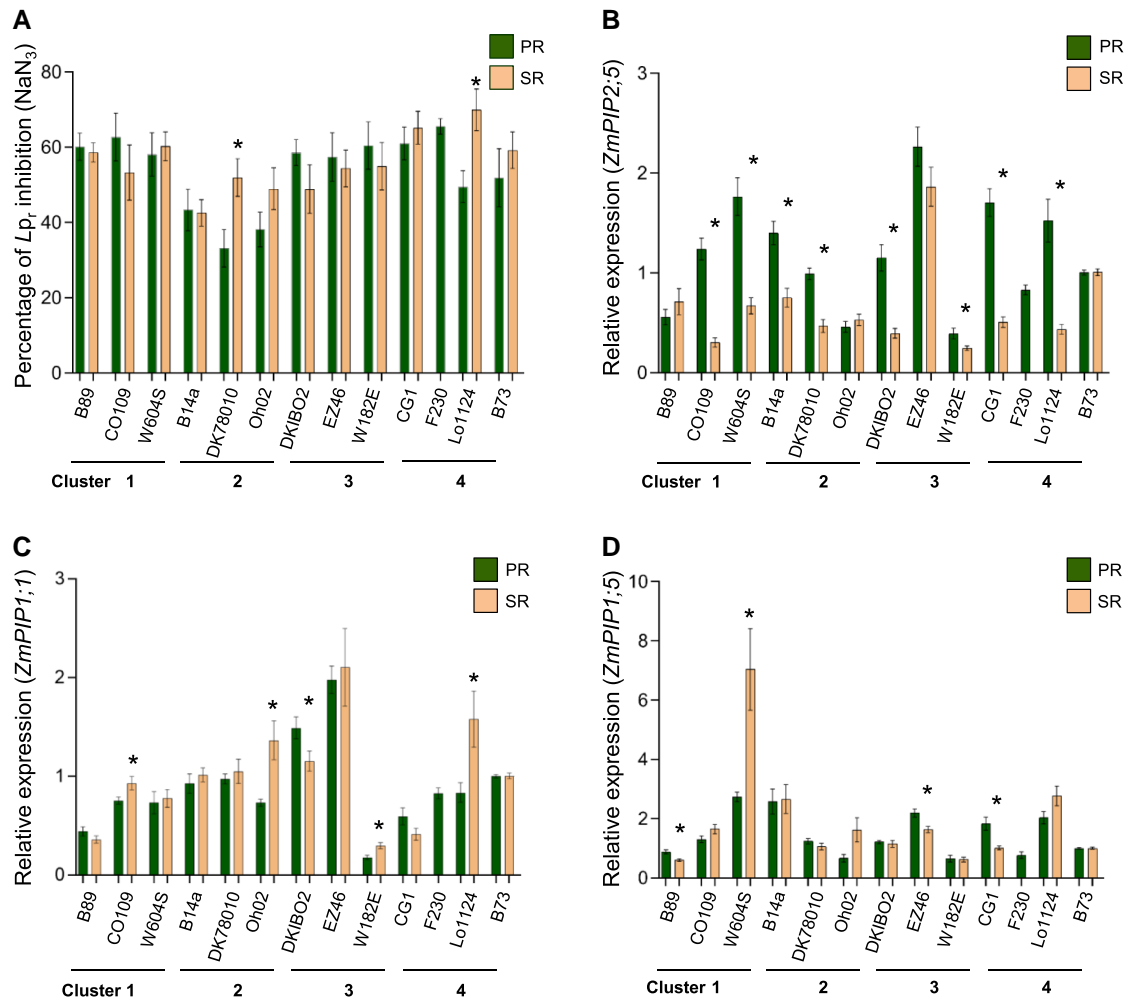 A
PR
SR
Percentage of Lpr inhibition (NaN3)
80
60
40
20
0
*
*
B89
CO109
W604S
B14a
DK78010
Oh02
DKIBO2
EZ46
W182E
CG1
F230
Lo1124
B73
Cluster 1
2
3
4
B
PR
SR
Relative expression (ZmPIP2;5)
3
2
1
0
*
*
*
*
*
*
*
*
B89
CO109
W604S
B14a
DK78010
Oh02
DKIBO2
EZ46
W182E
CG1
F230
Lo1124
B73
Cluster 1
2
3
4
C
PR
SR
Relative expression (ZmPIP1;1)
3
2
1
0
*
*
*
*
*
B89
CO109
W604S
B14a
DK78010
Oh02
DKIBO2
EZ46
W182E
CG1
F230
Lo1124
B73
Cluster 1
2
3
4
D
PR
SR
Relative expression (ZmPIP1;5)
10
8
6
4
2
0
*
*
*
*
B89
CO109
W604S
B14a
DK78010
Oh02
DKIBO2
EZ46
W182E
CG1
F230
Lo1124
B73
Cluster 1
2
3
4